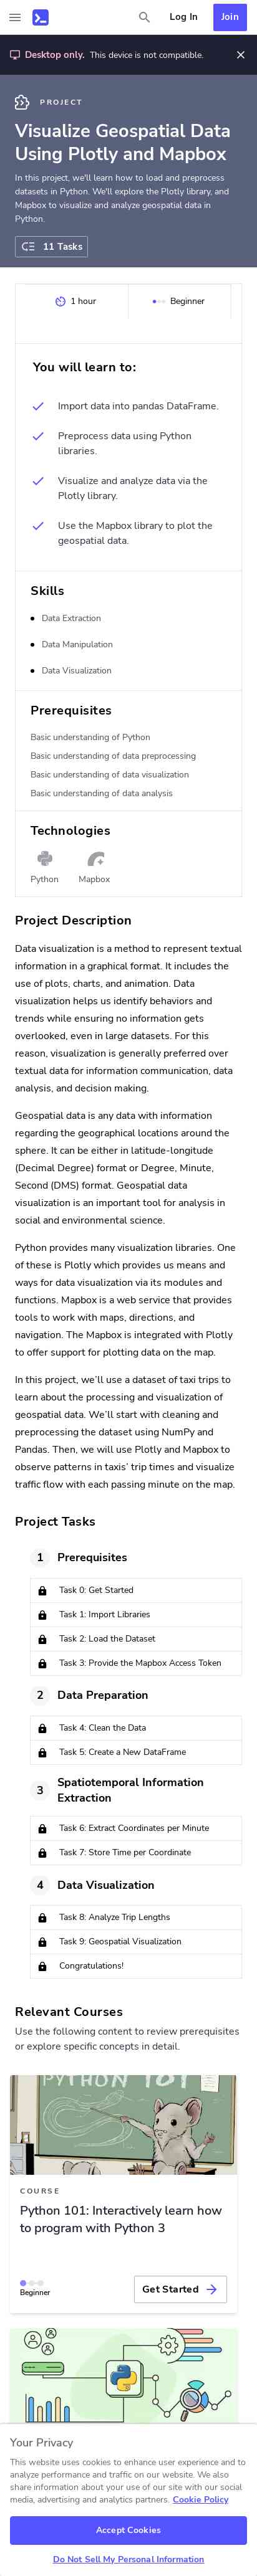 Log In
Join
Desktop only. This device is not compatible.
PROJECT
Visualize Geospatial Data
Using Plotly and Mapbox
In this project, we'll learn how to load and preprocess
datasets in Python. We'll explore the Plotly library, and
Mapbox to visualize and analyze geospatial data in
Python.
11 Tasks
1 hour
Beginner
You will learn to:
Import data into pandas DataFrame.
Preprocess data using Python
libraries.
Visualize and analyze data via the
Plotly library.
Use the Mapbox library to plot the
geospatial data.
Skills
Data Extraction
Data Manipulation
Data Visualization
Prerequisites
Basic understanding of Python
Basic understanding of data preprocessing
Basic understanding of data visualization
Basic understanding of data analysis
Technologies
Python
Mapbox
Project Description
Data visualization is a method to represent textual
information in a graphical format. It includes the
use of plots, charts, and animation. Data
visualization helps us identify behaviors and
trends while ensuring no information gets
overlooked, even in large datasets. For this
reason, visualization is generally preferred over
textual data for information communication, data
analysis, and decision making.
Geospatial data is any data with information
regarding the geographical locations around the
sphere. It can be either in latitude-longitude
(Decimal Degree) format or Degree, Minute,
Second (DMS) format. Geospatial data
visualization is an important tool for analysis in
social and environmental science.
Python provides many visualization libraries. One
of these is Plotly which provides us means and
ways for data visualization via its modules and
functions. Mapbox is a web service that provides
tools to work with maps, directions, and
navigation. The Mapbox is integrated with Plotly
to offer support for plotting data on the map.
In this project, we'll use a dataset of taxi trips to
learn about the processing and visualization of
geospatial data. We'll start with cleaning and
preprocessing the dataset using NumPy and
Pandas. Then, we will use Plotly and Mapbox to
observe patterns in taxis' trip times and visualize
traffic flow with each passing minute on the map.
Project Tasks
1 Prerequisites
Task 0: Get Started
Task 1: Import Libraries
Task 2: Load the Dataset
Task 3: Provide the Mapbox Access Token
2 Data Preparation
Task 4: Clean the Data
Task 5: Create a New DataFrame
3 Spatiotemporal Information
Extraction
Task 6: Extract Coordinates per Minute
Task 7: Store Time per Coordinate
4 Data Visualization
Task 8: Analyze Trip Lengths
Task 9: Geospatial Visualization
Congratulations!
Relevant Courses
Use the following content to review prerequisites
or explore specific concepts in detail.
PYTHON 101
COURSE
Python 101: Interactively learn how
to program with Python 3
Beginner
Get Started
Your Privacy
This website uses cookies to enhance user experience and to
analyze performance and traffic on our website. We also
share information about your use of our site with our social
media, advertising and analytics partners. Cookie Policy
Accept Cookies
Do Not Sell My Personal Information